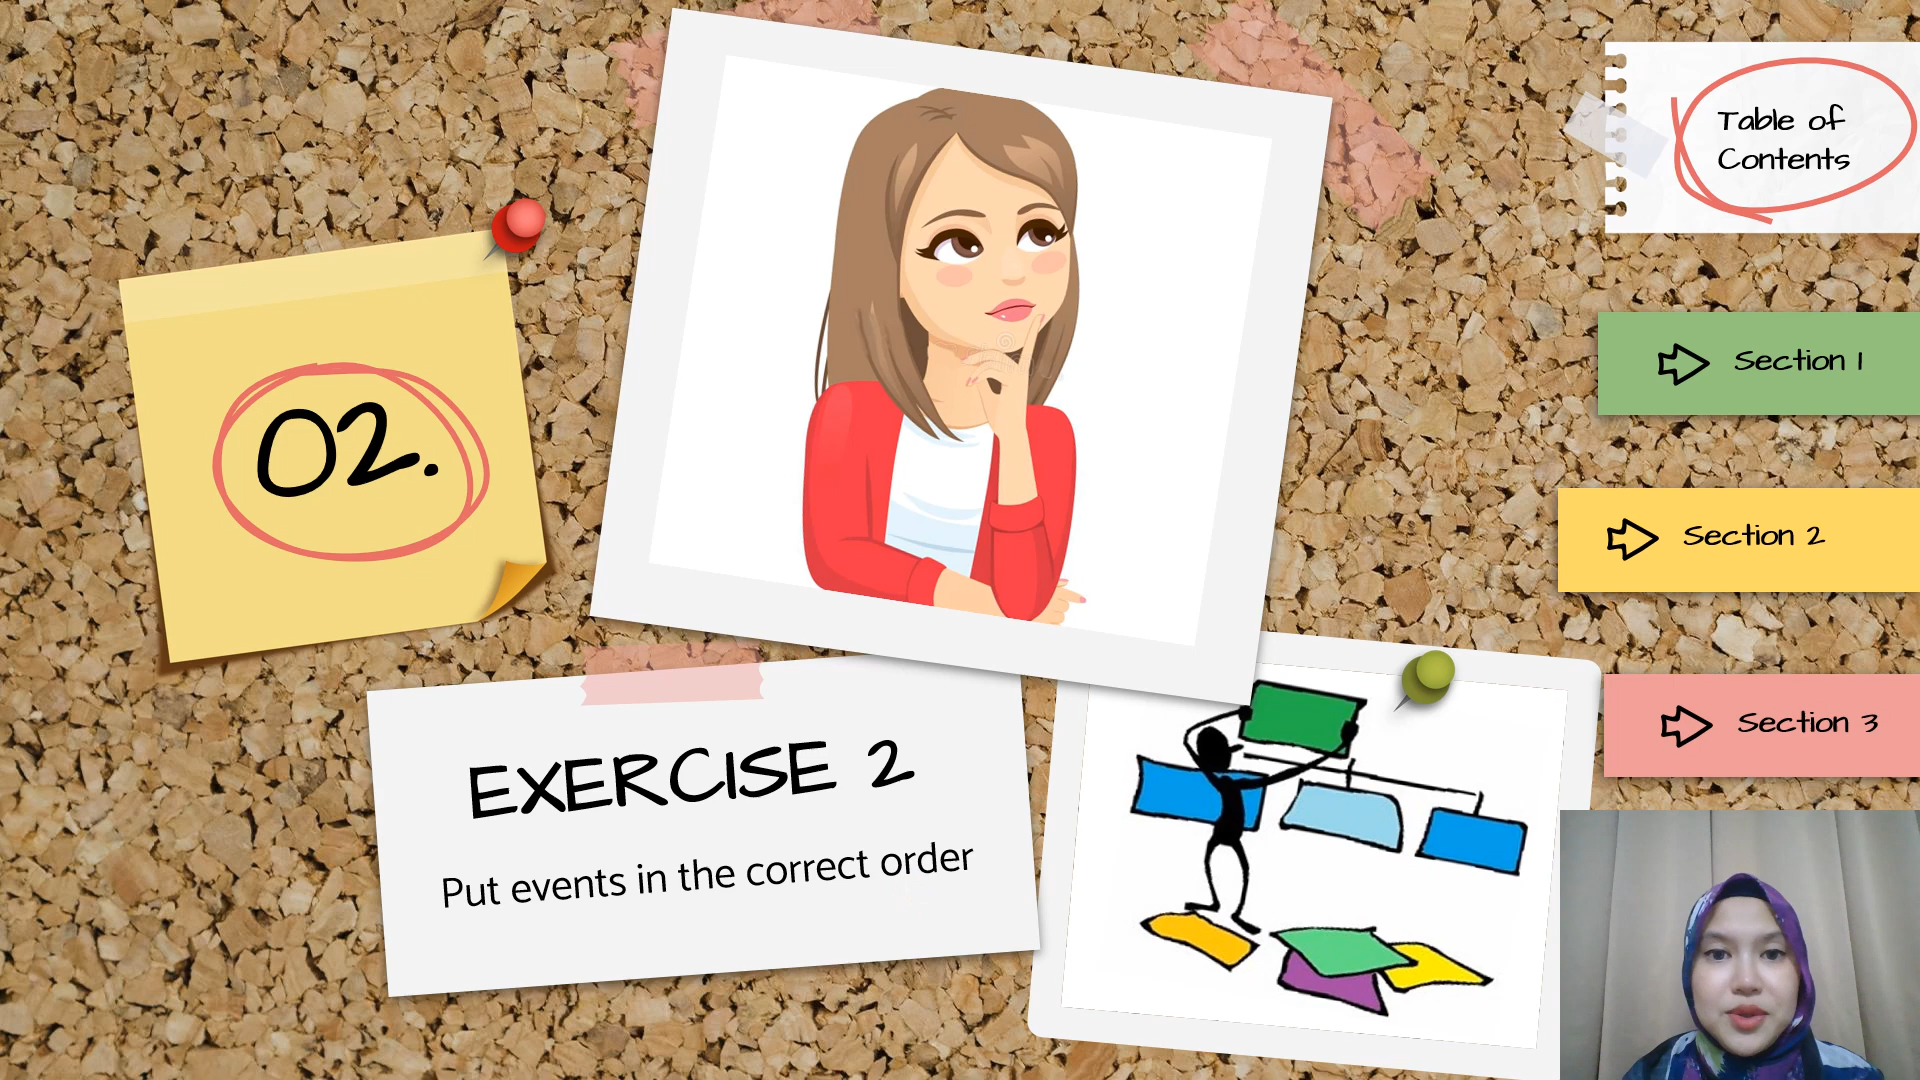 02.
EXERCISE 2
Put events in the correct order
Table of
Contents
Section 1
Section 2
Section 3